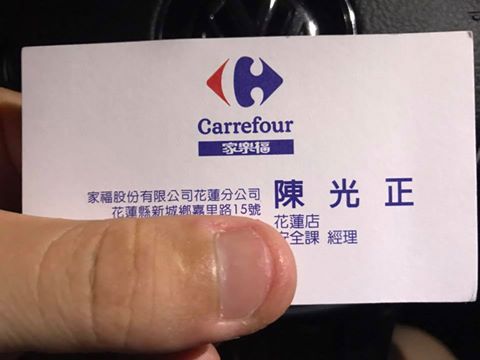 Carrefour
家樂福
家福股份有限公司花蓮分公司
花蓮縣新城鄉嘉里路15號
陳光正
花蓮店
安全課 經理